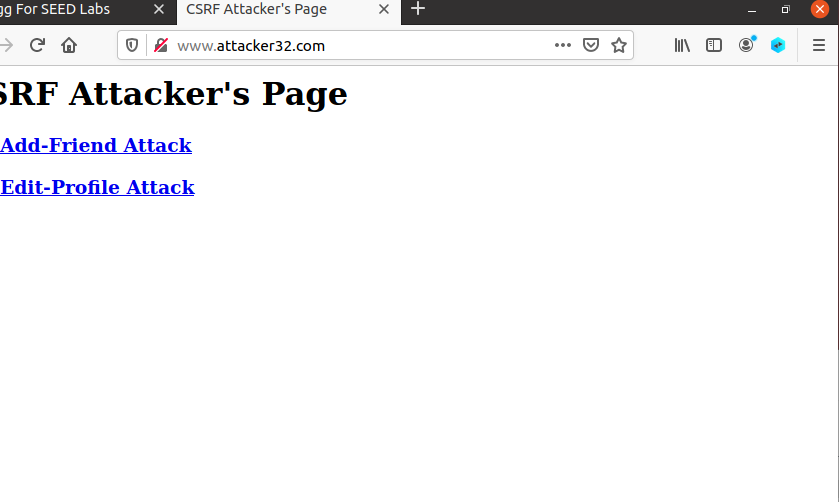 gg For SEED Labs
CSRF Attacker's Page
www.attacker32.com
SRF Attacker's Page
Add-Friend Attack
Edit-Profile Attack